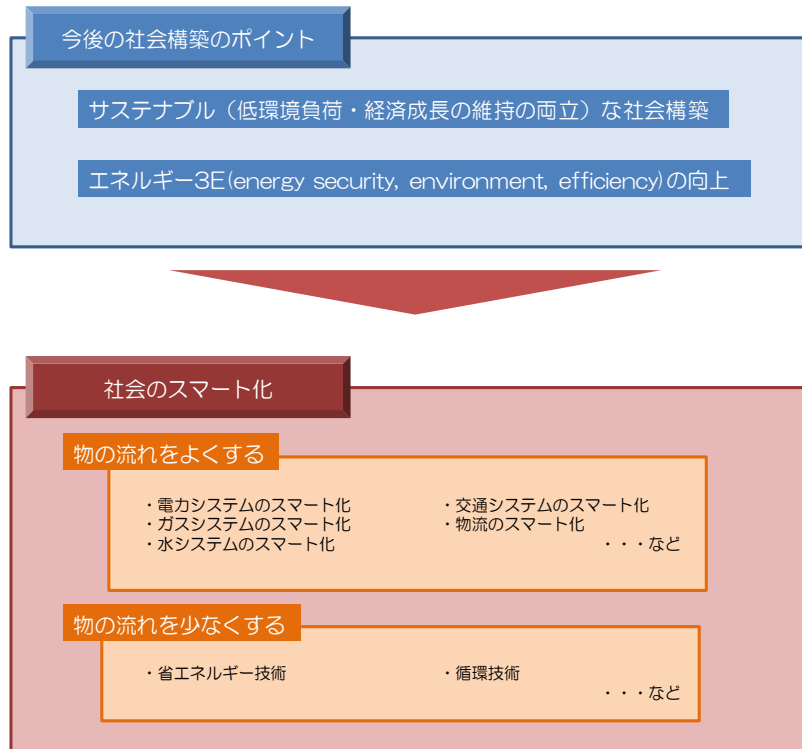 今後の社会構築のポイント
サステナブル（低環境負荷・経済成長の維持の両立）な社会構築
エネルギー3E(energy security, environment, efficiency)の向上
社会のスマート化
物の流れをよくする
・電力システムのスマート化
・ガスシステムのスマート化
・水システムのスマート化
・交通システムのスマート化
・物流のスマート化
・・・など
物の流れを少なくする
・省エネルギー技術
・循環技術
・・・など